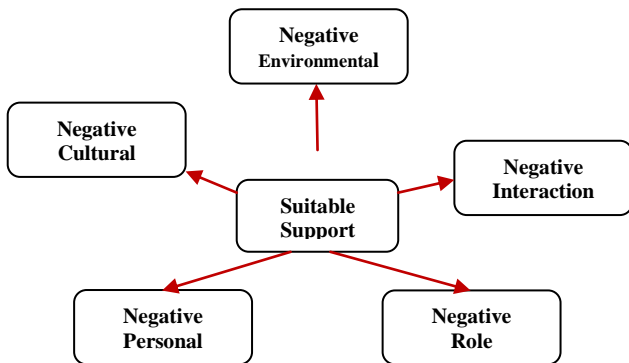 Negative
Environmental
Negative
Cultural
Negative
Interaction
Suitable
Support
Negative
Personal
Negative
Role